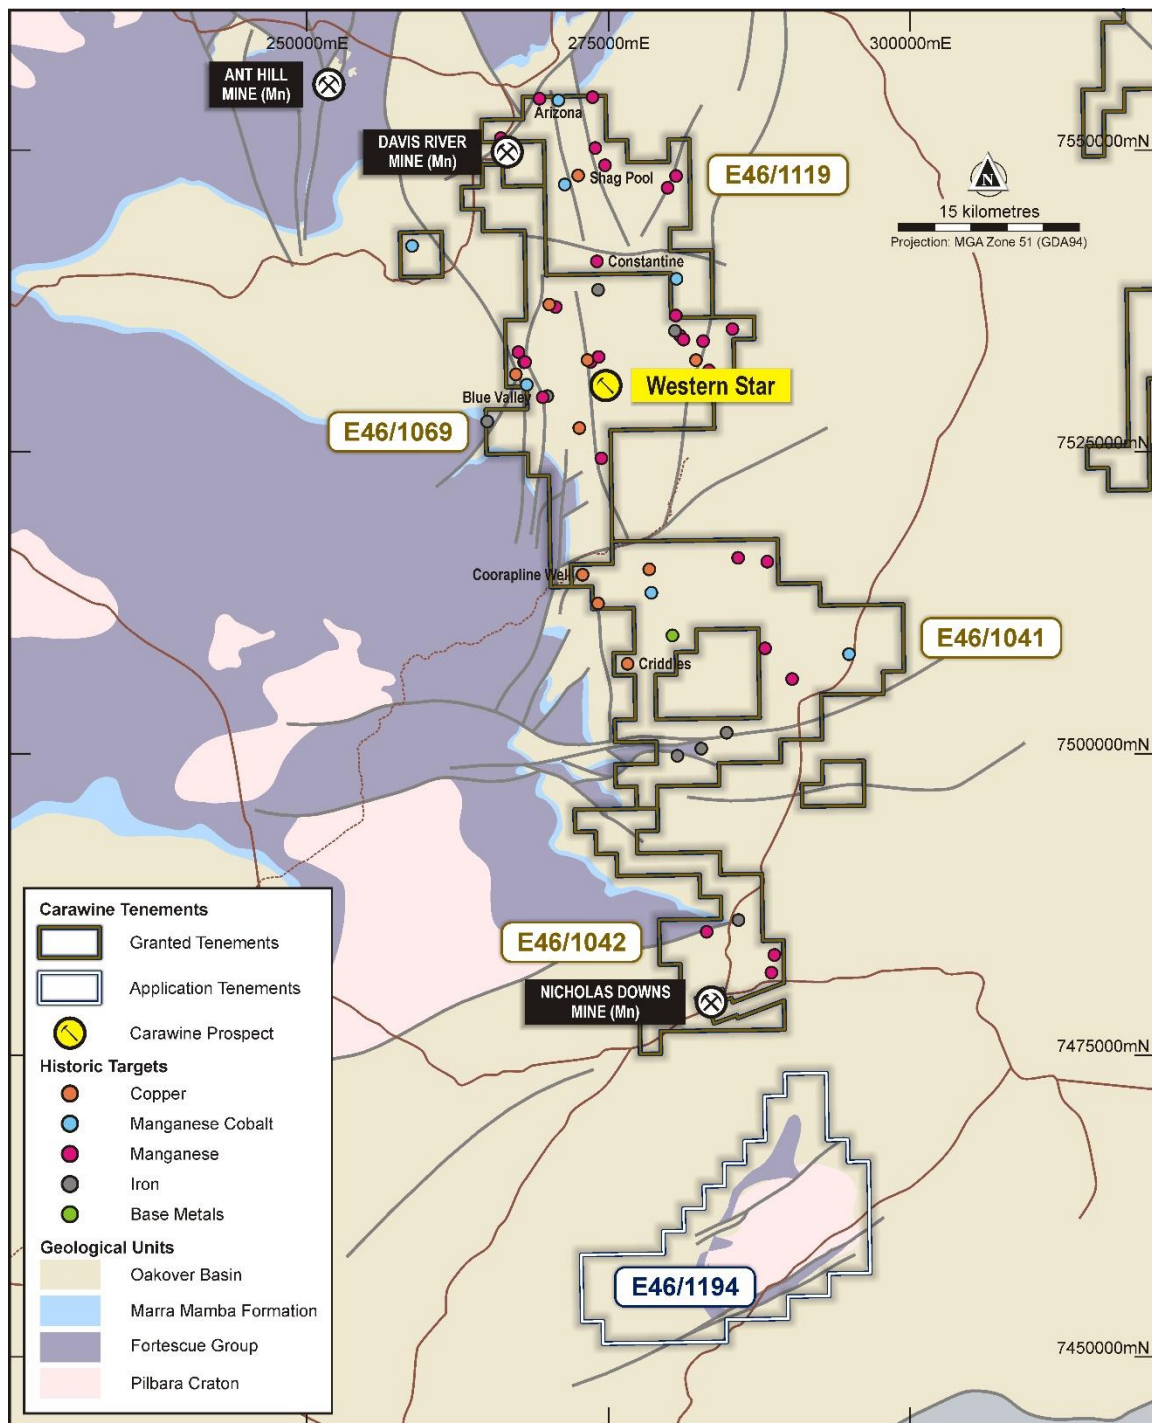 250000mE
275000mE
300000mE
ANT HILL
MINE (Mn)
Arizona
DAVIS RIVER
MINE (Mn)
7550000mN
Shag Pool
E46/1119
N
15 kilometres
Projection: MGA Zone 51 (GDA94)
Constantine
Western Star
Blue Valley
E46/1069
7525000mN
Coorapline Well
E46/1041
Criddles
7500000mN
E46/1042
NICHOLAS DOWNS
MINE (Mn)
7475000mN
E46/1194
7450000mN
Carawine Tenements
Granted Tenements
Application Tenements
Carawine Prospect
Historic Targets
Copper
Manganese Cobalt
Manganese
Iron
Base Metals
Geological Units
Oakover Basin
Marra Mamba Formation
Fortescue Group
Pilbara Craton